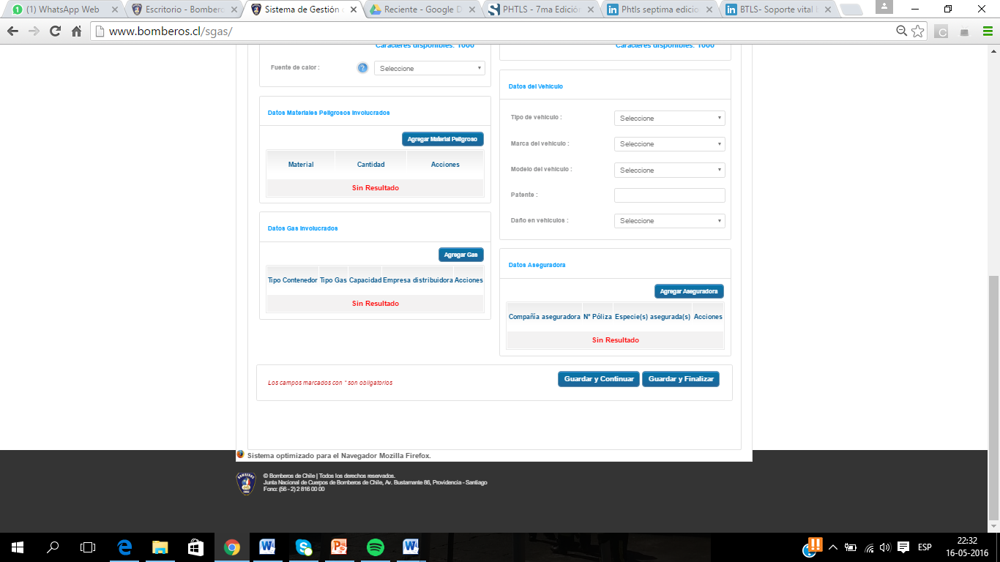 (1) WhatsApp Web
Escritorio - Bombero
Sistema de Gestión
Reciente - Google D
PHTLS - 7ma Edición
Phtls septima edicion
BTLS- Soporte vital
www.bomberos.cl/sgas/
Caracteres disponibles: 1000
Fuente de calor :
Seleccione
Datos Materiales Peligrosos Involucrados
Agregar Material Peligroso
Material Cantidad Acciones
Sin Resultado
Datos Gas Involucrados
Agregar Gas
Tipo Contenedor Tipo Gas Capacidad Empresa distribuidora Acciones
Sin Resultado
Caracteres disponibles: 1000
Datos del Vehiculo
Tipo de vehiculo : Seleccione
Marca del vehiculo : Seleccione
Modelo del vehiculo : Seleccione
Patente :
Daño en vehiculos : Seleccione
Datos Aseguradora
Agregar Aseguradora
Compañía aseguradora N° Póliza Especie(s) asegurada(s) Acciones
Sin Resultado
Los campos marcados con * son obligatorios
Guardar y Continuar Guardar y Finalizar
Sistema optimizado para el Navegador Mozilla Firefox.
© Bomberos de Chile | Todos los derechos reservados.
Junta Nacional de Cuerpos de Bomberos de Chile, Av. Bustamante 86, Providencia - Santiago
Fono: (56 - 2) 2 816 00 00
ESP
22:32
16-05-2016